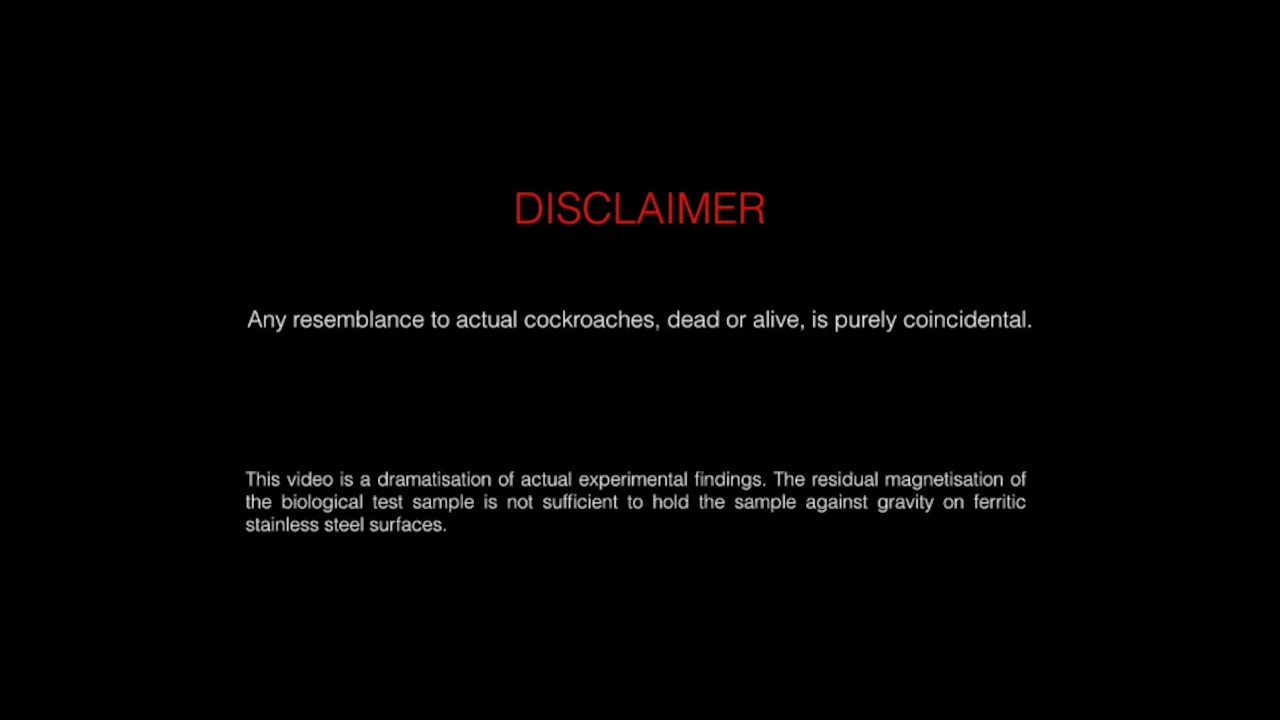 DISCLAIMER
Any resemblance to actual cockroaches, dead or alive, is purely coincidental.
This video is a dramatisation of actual experimental findings. The residual magnetisation of
the biological test sample is not sufficient to hold the sample against gravity on ferritic
stainless steel surfaces.